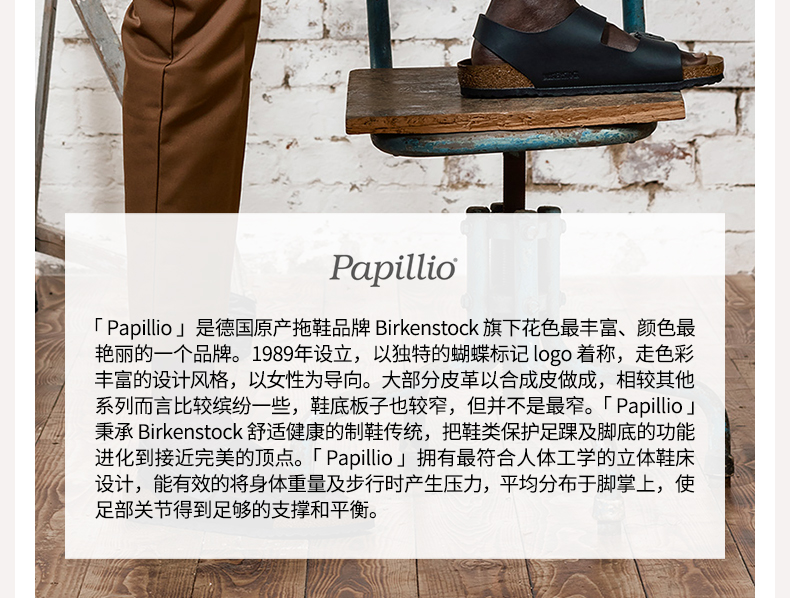 Papillio
「 Papillio 」是德国原产拖鞋品牌 Birkenstock 旗下花色最丰富、颜色最
艳丽的一个品牌。1989年设立，以独特的蝴蝶标记 logo 着称，走色彩
丰富的设计风格，以女性为导向。大部分皮革以合成皮做成，相较其他
系列而言比较缤纷一些，鞋底板子也较窄，但并不是最窄。「 Papillio 」
秉承 Birkenstock 舒适健康的制鞋传统，把鞋类保护足踝及脚底的功能
进化到接近完美的顶点。「 Papillio 」拥有最符合人体工学的立体鞋床
设计，能有效的将身体重量及步行时产生压力，平均分布于脚掌上，使
足部关节得到足够的支撑和平衡。